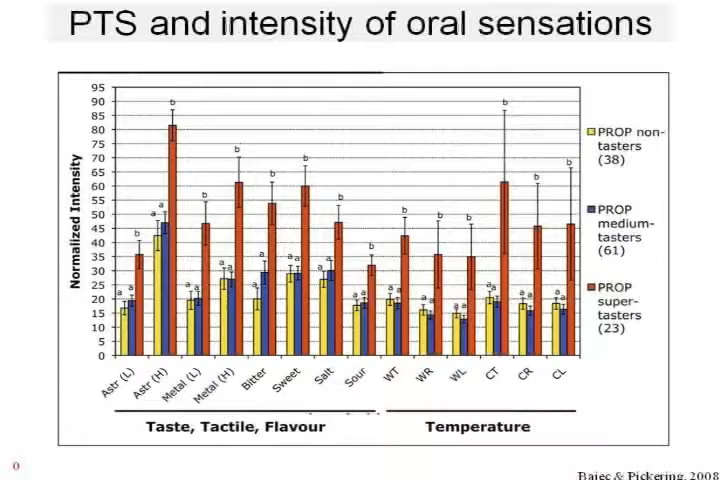 PTS and intensity of oral sensations
95
90
85
80
75
70
65
60
55
50
45
40
35
30
25
20
15
10
5
0
Normalized Intensity
a a b
a a b
a a b
a a b
a a b
a a b
a a b
a a b
a a b
a a b
a a b
a a b
a a b
a a b
Astr (L)
Astr (H)
Metal (L)
Metal (H)
Bitter
Sweet
Salt
Sour
WT
WR
WL
CT
CR
CL
Taste, Tactile, Flavour
Temperature
PROP non-
tasters
(38)
PROP
medium-
tasters
(61)
PROP
super-
tasters
(23)
0
Bajec & Pickering, 2008